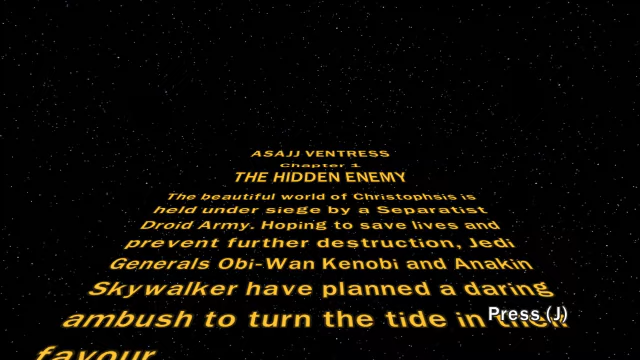 ASAJJ VENTRESS
Chapter 1
THE HIDDEN ENEMY
The beautiful world of Christophsis is
held under siege by a Separatist
Droid Army. Hoping to save lives and
prevent further destruction, Jedi
Generals Obi-Wan Kenobi and Anakin
Skywalker have planned a daring
ambush to turn the tide in their
favour
Press (J)